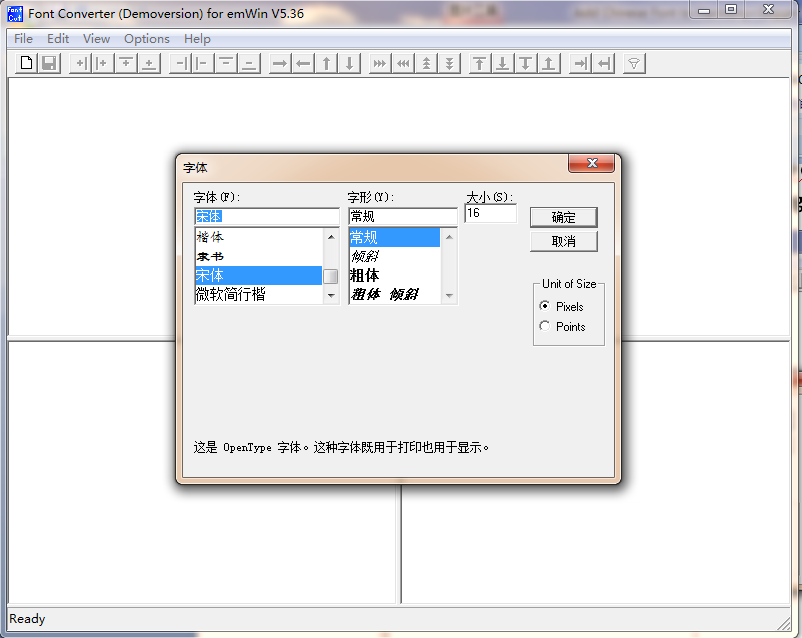 Font Cvt
Font Converter (Demoversion) for emWin V5.36
File Edit View Options Help
字体
字体(F): 字形(Y): 大小(S):
宋体 常规 16 确定
楷体 常规 取消
隶书 倾斜
宋体 粗体
微软简行楷 粗体 倾斜
Unit of Size
Pixels
Points
这是 OpenType 字体。这种字体既用于打印也用于显示。
Ready